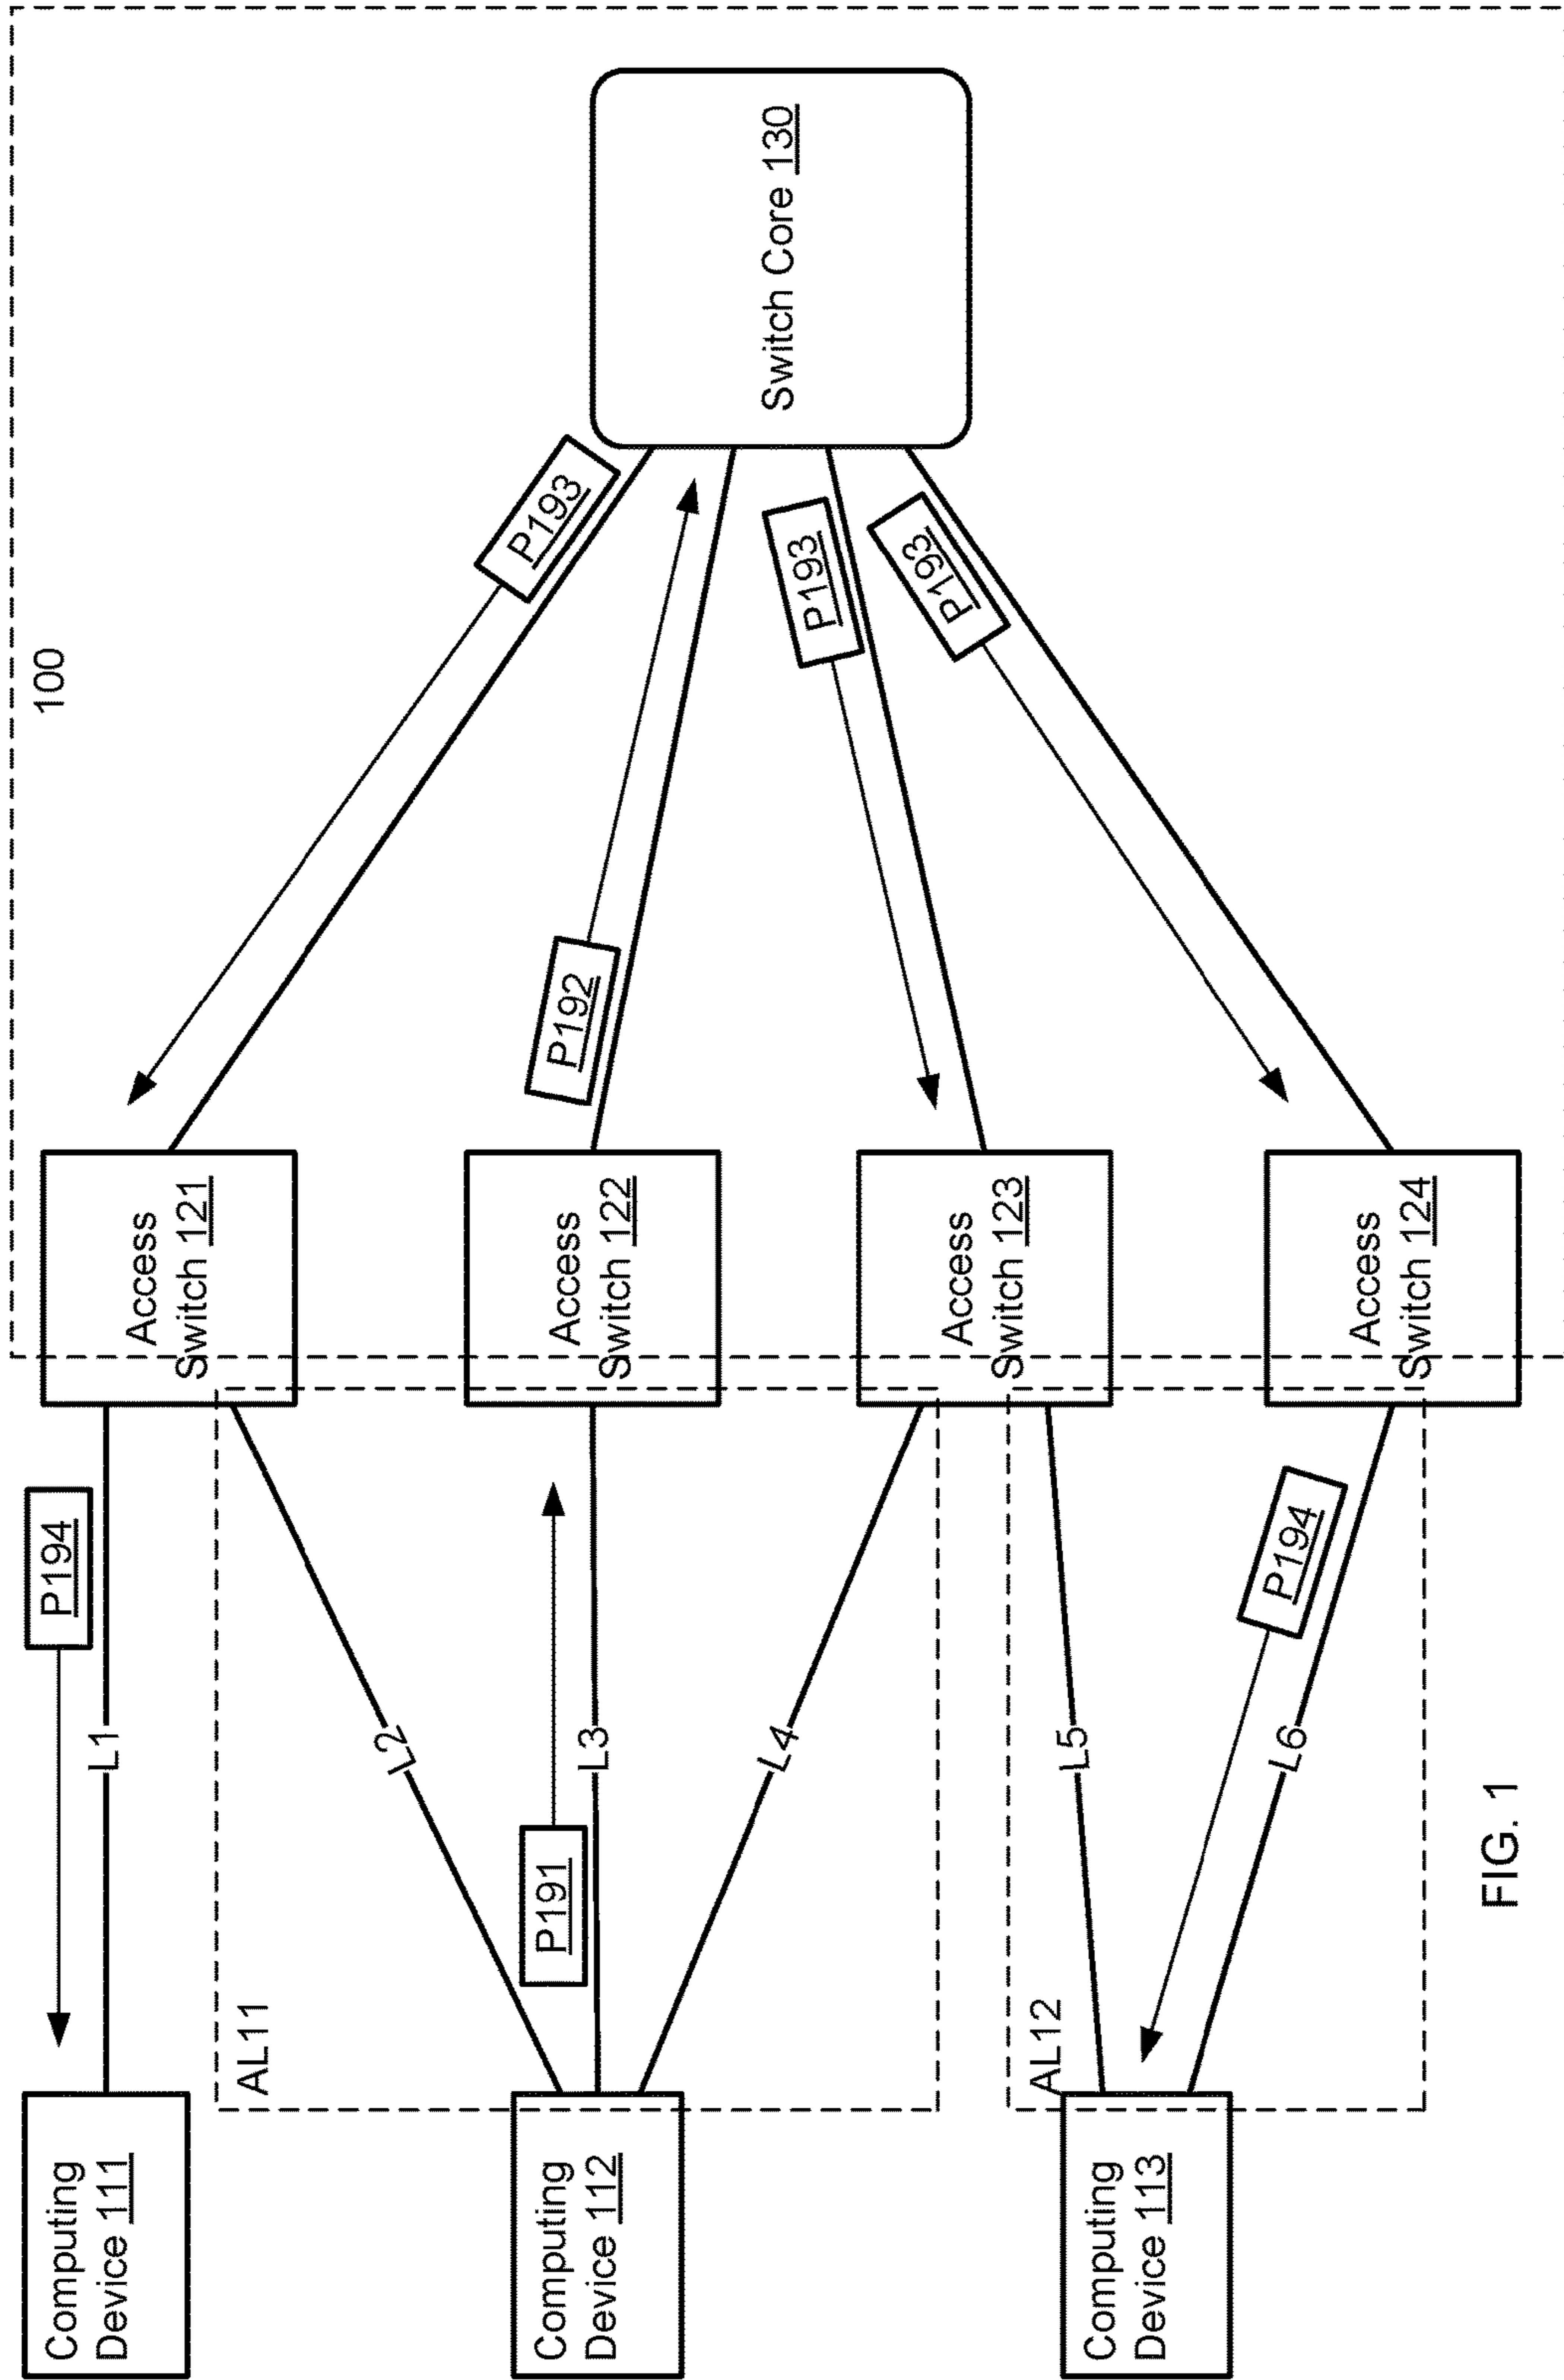 100
Computing
Device 111
P194
L1
Access
Switch 121
P193
AL11
L2
Computing
Device 112
P191
L3
Access
Switch 122
P192
Switch Core 130
L4
Access
Switch 123
P193
AL12
L5
Computing
Device 113
P194
L6
Access
Switch 124
P193
FIG. 1